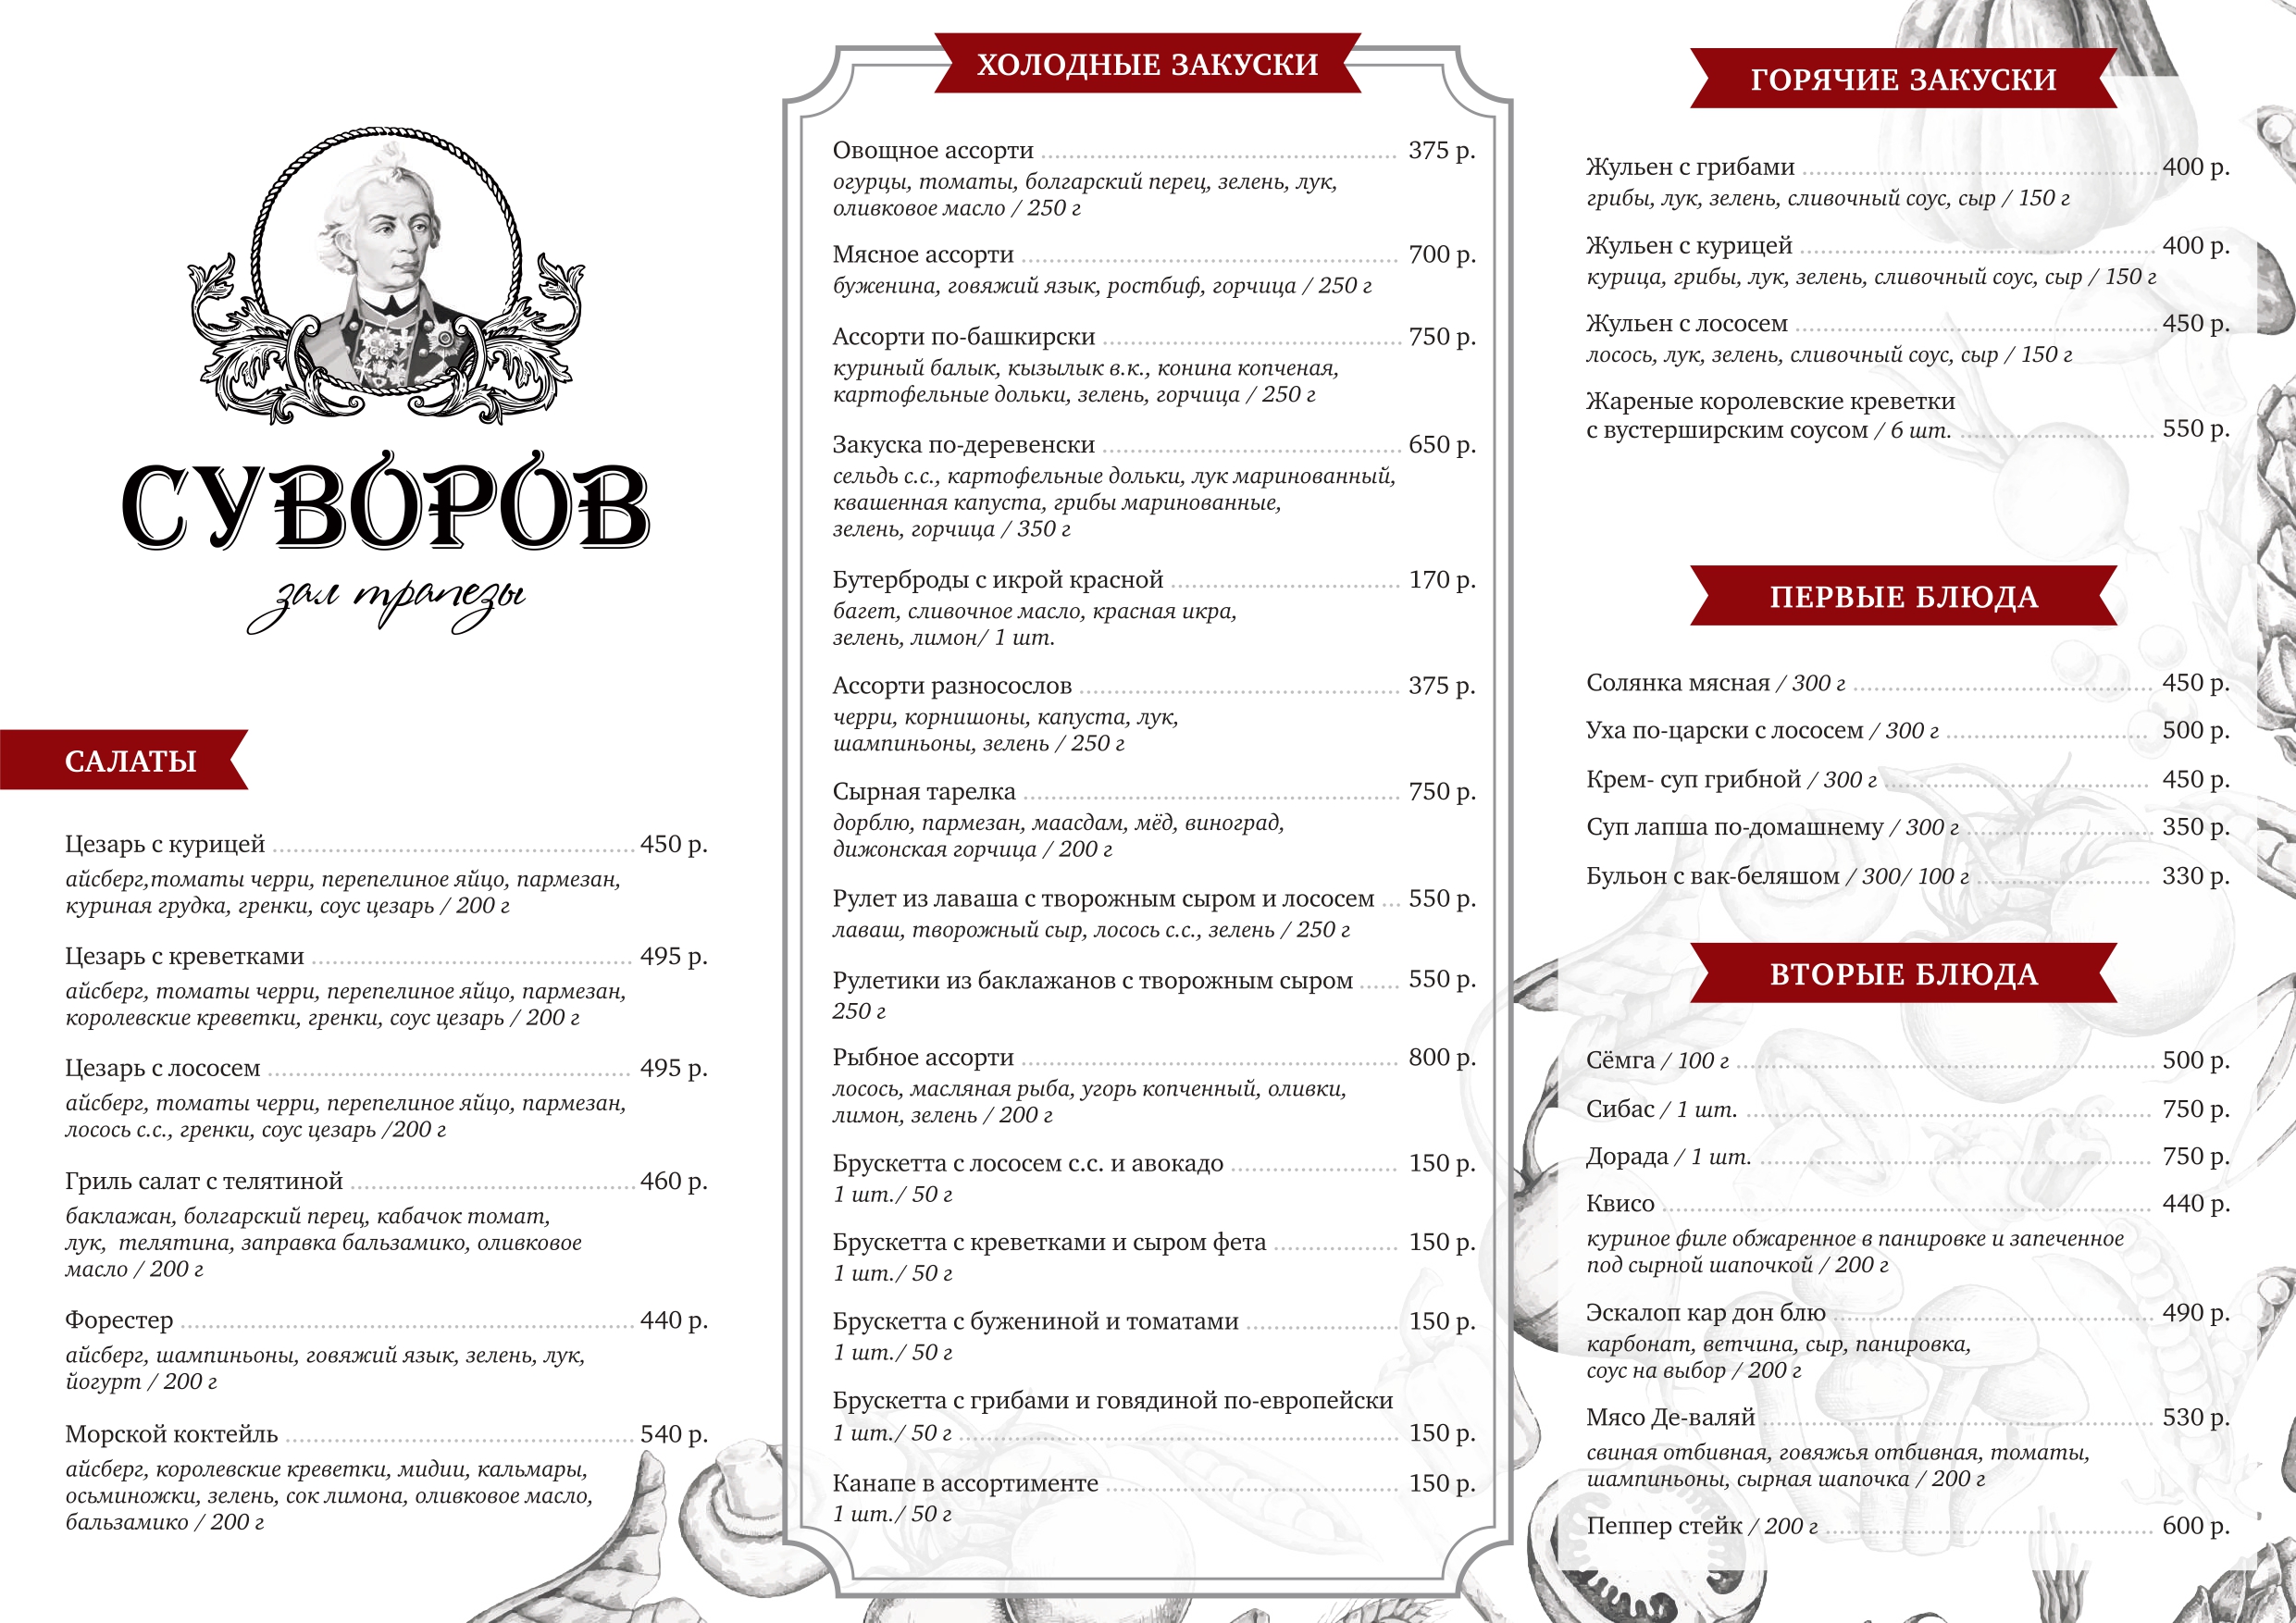 СУВОРОВ
зал трапезы
САЛАТЫ
Цезарь с курицей 450 р.
айсберг,томаты черри, перепелиное яйцо, пармезан,
куриная грудка, гренки, соус цезарь / 200 г
Цезарь с креветками 495 р.
айсберг, томаты черри, перепелиное яйцо, пармезан,
королевские креветки, гренки, соус цезарь / 200 г
Цезарь с лососем 495 р.
айсберг, томаты черри, перепелиное яйцо, пармезан,
лосось с.с., гренки, соус цезарь /200 г
Гриль салат с телятиной 460 р.
баклажан, болгарский перец, кабачок томат,
лук, телятина, заправка бальзамико, оливковое
масло / 200 г
Форестер 440 р.
айсберг, шампиньоны, говяжий язык, зелень, лук,
йогурт / 200 г
Морской коктейль 540 р.
айсберг, королевские креветки, мидии, кальмары,
осьминожки, зелень, сок лимона, оливковое масло,
бальзамико / 200 г
ХОЛОДНЫЕ ЗАКУСКИ
Овощное ассорти 375 р.
огурцы, томаты, болгарский перец, зелень, лук,
оливковое масло / 250 г
Мясное ассорти 700 р.
буженина, говяжий язык, ростбиф, горчица / 250 г
Ассорти по-башкирски 750 р.
куриный балык, кызылык в.к., конина копченая,
картофельные дольки, зелень, горчица / 250 г
Закуска по-деревенски 650 р.
сельдь с.с., картофельные дольки, лук маринованный,
квашенная капуста, грибы маринованные,
зелень, горчица / 350 г
Бутерброды с икрой красной 170 р.
багет, сливочное масло, красная икра,
зелень, лимон/ 1 шт.
Ассорти разносослов 375 р.
черри, корнишоны, капуста, лук,
шампиньоны, зелень / 250 г
Сырная тарелка 750 р.
дорблю, пармезан, маасдам, мёд, виноград,
дижонская горчица / 200 г
Рулет из лаваша с творожным сыром и лососем 550 р.
лаваш, творожный сыр, лосось с.с., зелень / 250 г
Рулетики из баклажанов с творожным сыром 550 р.
250 г
Рыбное ассорти 800 р.
лосось, масляная рыба, угорь копченный, оливки,
лимон, зелень / 200 г
Брускетта с лососем с.с. и авокадо 150 р.
1 шт./ 50 г
Брускетта с креветками и сыром фета 150 р.
1 шт./ 50 г
Брускетта с бужениной и томатами 150 р.
1 шт./ 50 г
Брускетта с грибами и говядиной по-европейски
1 шт./ 50 г 150 р.
Канапе в ассортименте 150 р.
1 шт./ 50 г
ГОРЯЧИЕ ЗАКУСКИ
Жульен с грибами 400 р.
грибы, лук, зелень, сливочный соус, сыр / 150 г
Жульен с курицей 400 р.
курица, грибы, лук, зелень, сливочный соус, сыр / 150 г
Жульен с лососем 450 р.
лосось, лук, зелень, сливочный соус, сыр / 150 г
Жареные королевские креветки
с вустерширским соусом / 6 шт. 550 р.
ПЕРВЫЕ БЛЮДА
Солянка мясная / 300 г 450 р.
Уха по-царски с лососем / 300 г 500 р.
Крем- суп грибной / 300 г 450 р.
Суп лапша по-домашнему / 300 г 350 р.
Бульон с вак-беляшом / 300/ 100 г 330 р.
ВТОРЫЕ БЛЮДА
Сёмга / 100 г 500 р.
Сибас / 1 шт. 750 р.
Дорада / 1 шт. 750 р.
Квисо 440 р.
куриное филе обжаренное в панировке и запеченное
под сырной шапочкой / 200 г
Эскалоп кар дон блю 490 р.
карбонат, ветчина, сыр, панировка,
соус на выбор / 200 г
Мясо Де-валяй 530 р.
свиная отбивная, говяжья отбивная, томаты,
шампиньоны, сырная шапочка / 200 г
Пеппер стейк / 200 г 600 р.